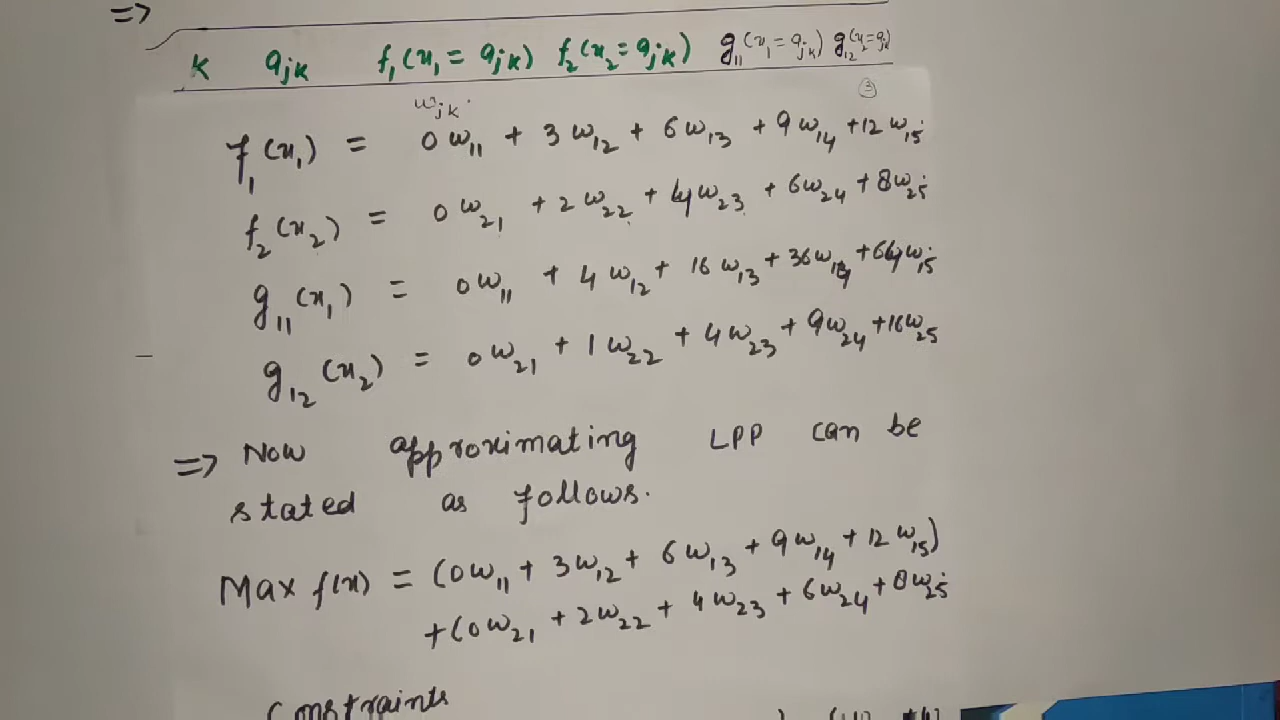 =>
K a_jk f_1(x_1 = a_jk) f_2(x_2 = a_jk) g_11(x_1 = a_jk) g_12(x_2 = a_jk)
w_jk. 3
f_1(x_1) = 0w_11 + 3w_12 + 6w_13 + 9w_14 + 12w_15
f_2(x_2) = 0w_21 + 2w_22 + 4w_23 + 6w_24 + 8w_25
g_11(x_1) = 0w_11 + 4w_12 + 16w_13 + 36w_14 + 64w_15
g_12(x_2) = 0w_21 + 1w_22 + 4w_23 + 9w_24 + 16w_25
=> Now approximating LPP can be
stated as follows.
Max f(x) = (0w_11 + 3w_12 + 6w_13 + 9w_14 + 12w_15)
+(0w_21 + 2w_22 + 4w_23 + 6w_24 + 8w_25
Constraints